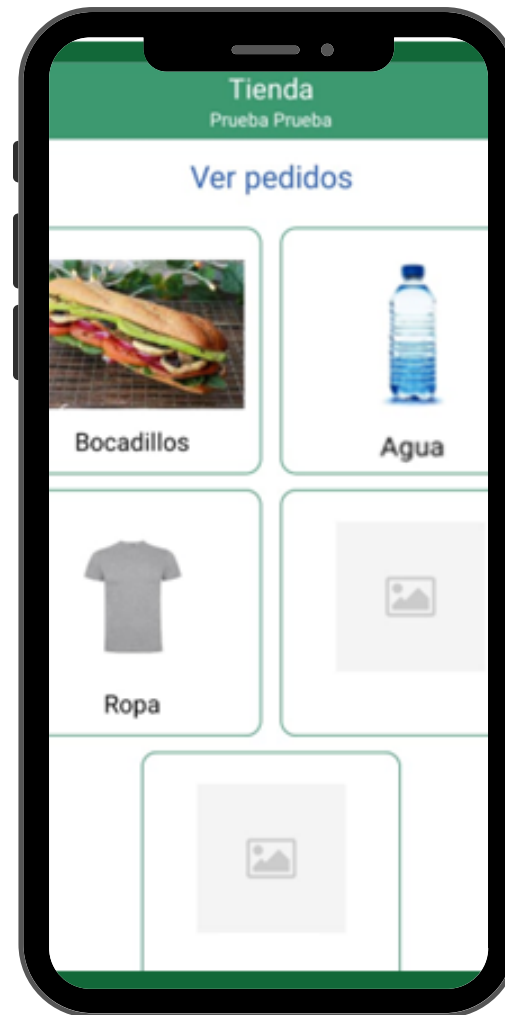 Tienda
Prueba Prueba
Ver pedidos
Bocadillos
Agua
Ropa